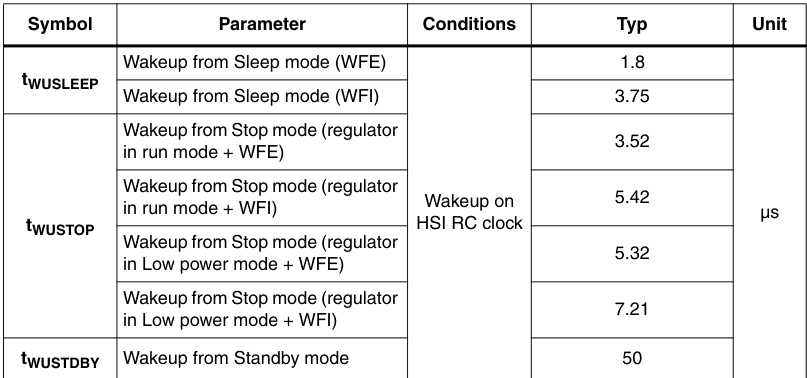 Symbol Parameter Conditions Typ Unit
tWUSLEEP Wakeup from Sleep mode (WFE) 1.8
Wakeup from Sleep mode (WFI) 3.75
tWUSTOP Wakeup from Stop mode (regulator
in run mode + WFE) 3.52
Wakeup from Stop mode (regulator
in run mode + WFI) 5.42
Wakeup on
HSI RC clock
µs
Wakeup from Stop mode (regulator
in Low power mode + WFE) 5.32
Wakeup from Stop mode (regulator
in Low power mode + WFI) 7.21
tWUSTDBY Wakeup from Standby mode 50